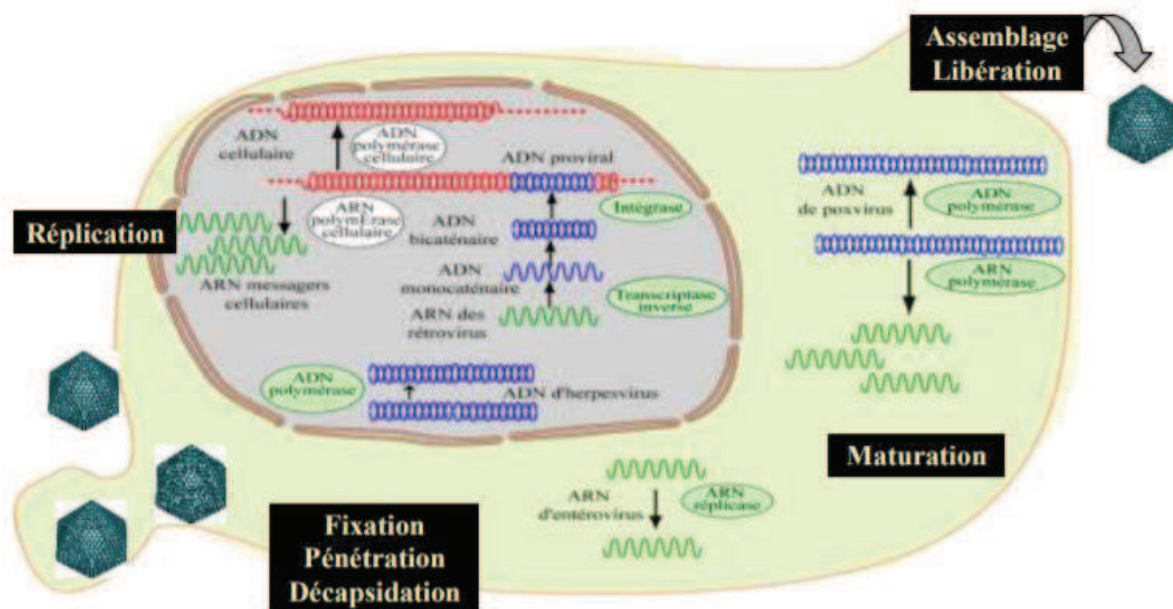 Assemblage
Libération
ADN
cellulaire
ADN
polymérase
cellulaire
ADN proviral
Intégrase
Réplication
ARN
polymÉrase
cellulaire
ADN
bicaténaire
ARN messagers
cellulaires
ADN
monocaténaire
Transcriptase
inverse
ARN des
rétrovirus
ADN
polymérase
ADN d'herpesvirus
ADN
de poxvirus
ADN
polymérase
ARN
polymérase
Maturation
ARN
d'entérovirus
ARN
réplicase
Fixation
Pénétration
Décapsidation